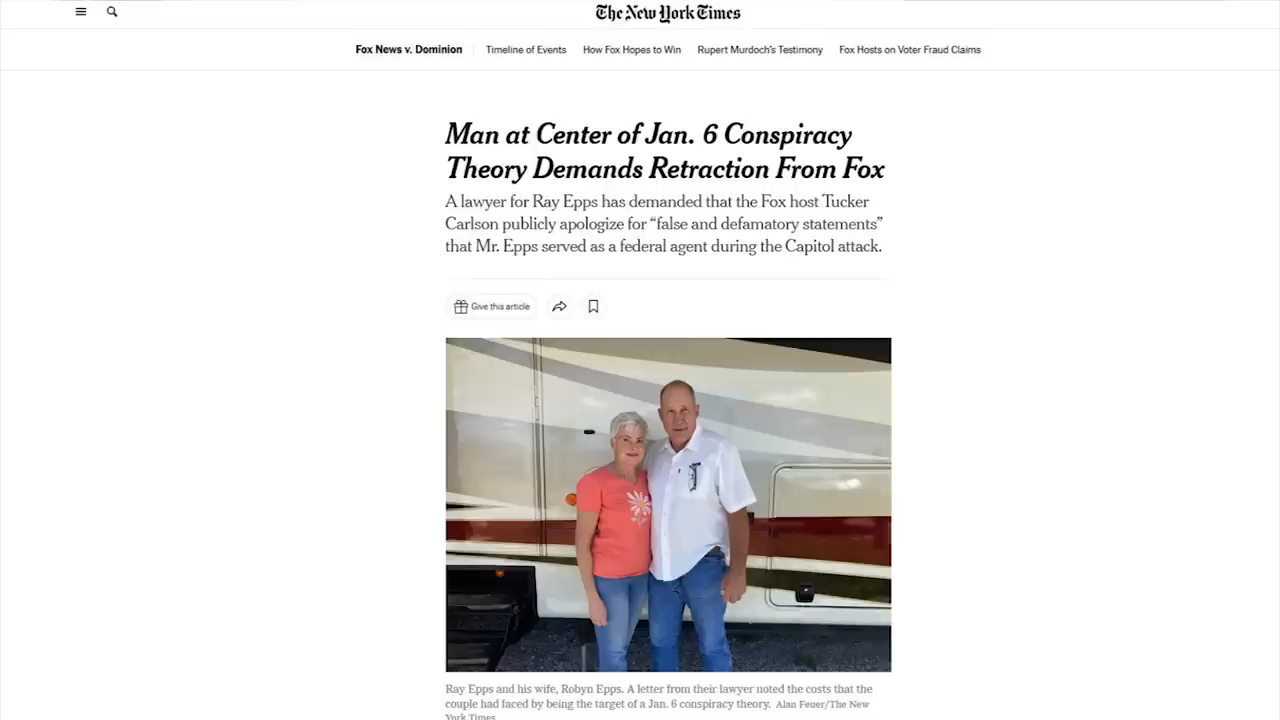 The New York Times
Fox News v. Dominion Timeline of Events How Fox Hopes to Win Rupert Murdoch's Testimony Fox Hosts on Voter Fraud Claims
Man at Center of Jan. 6 Conspiracy
Theory Demands Retraction From Fox
A lawyer for Ray Epps has demanded that the Fox host Tucker
Carlson publicly apologize for “false and defamatory statements”
that Mr. Epps served as a federal agent during the Capitol attack.
Give this article
Ray Epps and his wife, Robyn Epps. A letter from their lawyer noted the costs that the
couple had faced by being the target of a Jan. 6 conspiracy theory. Alan Feuer/The New
York Times